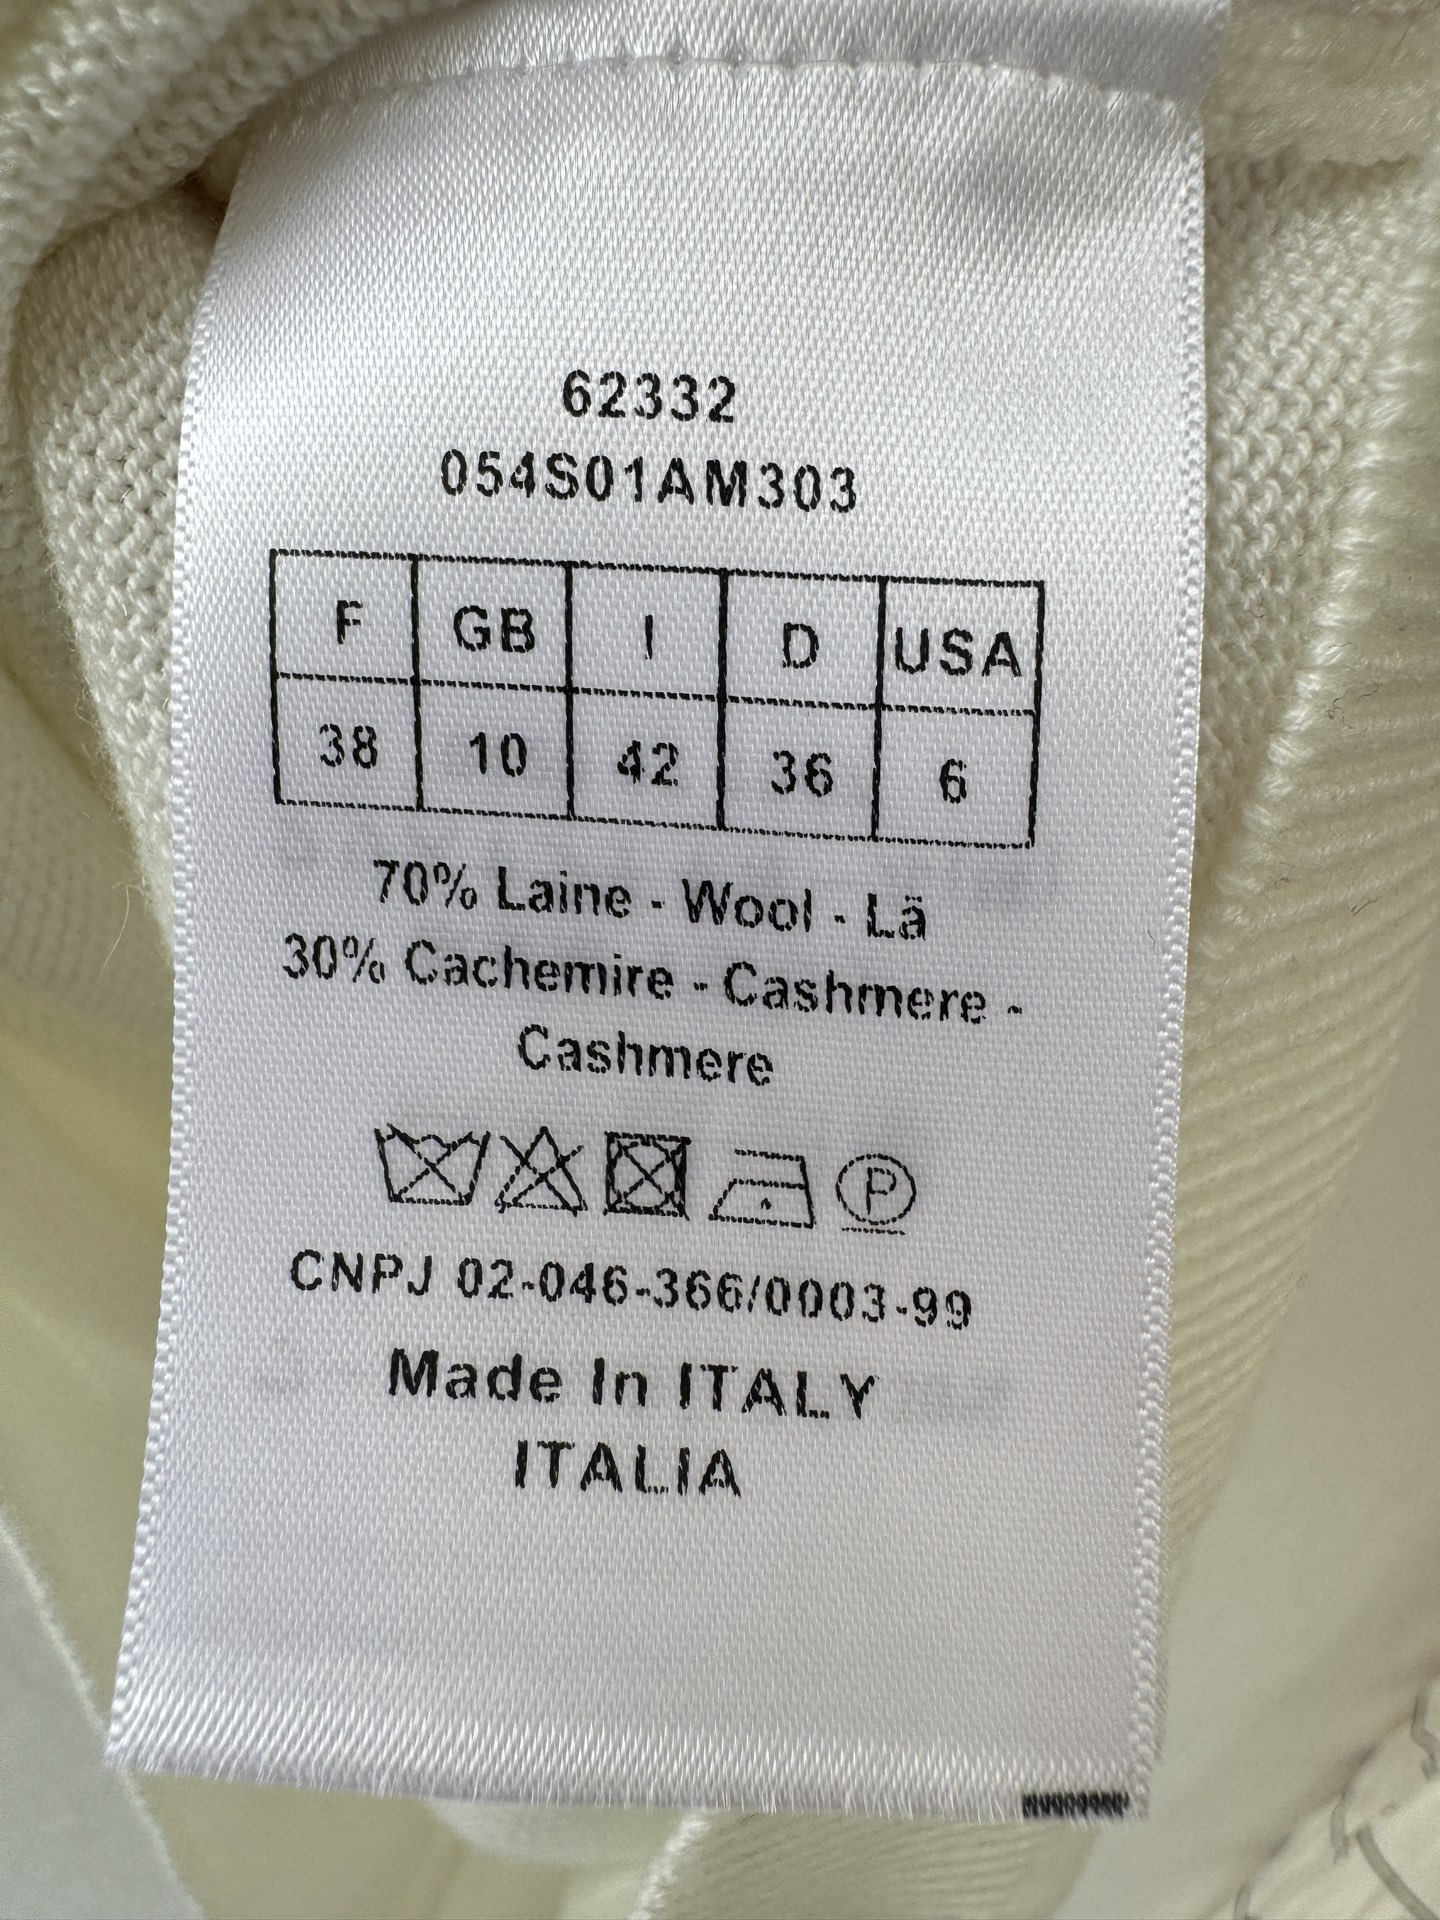 62332
054S01AM303
F GB I D USA
38 10 42 36 6
70% Laine - Wool - Lä
30% Cachemire - Cashmere -
Cashmere
P
CNPJ 02-046-366/0003-99
Made In ITALY
ITALIA